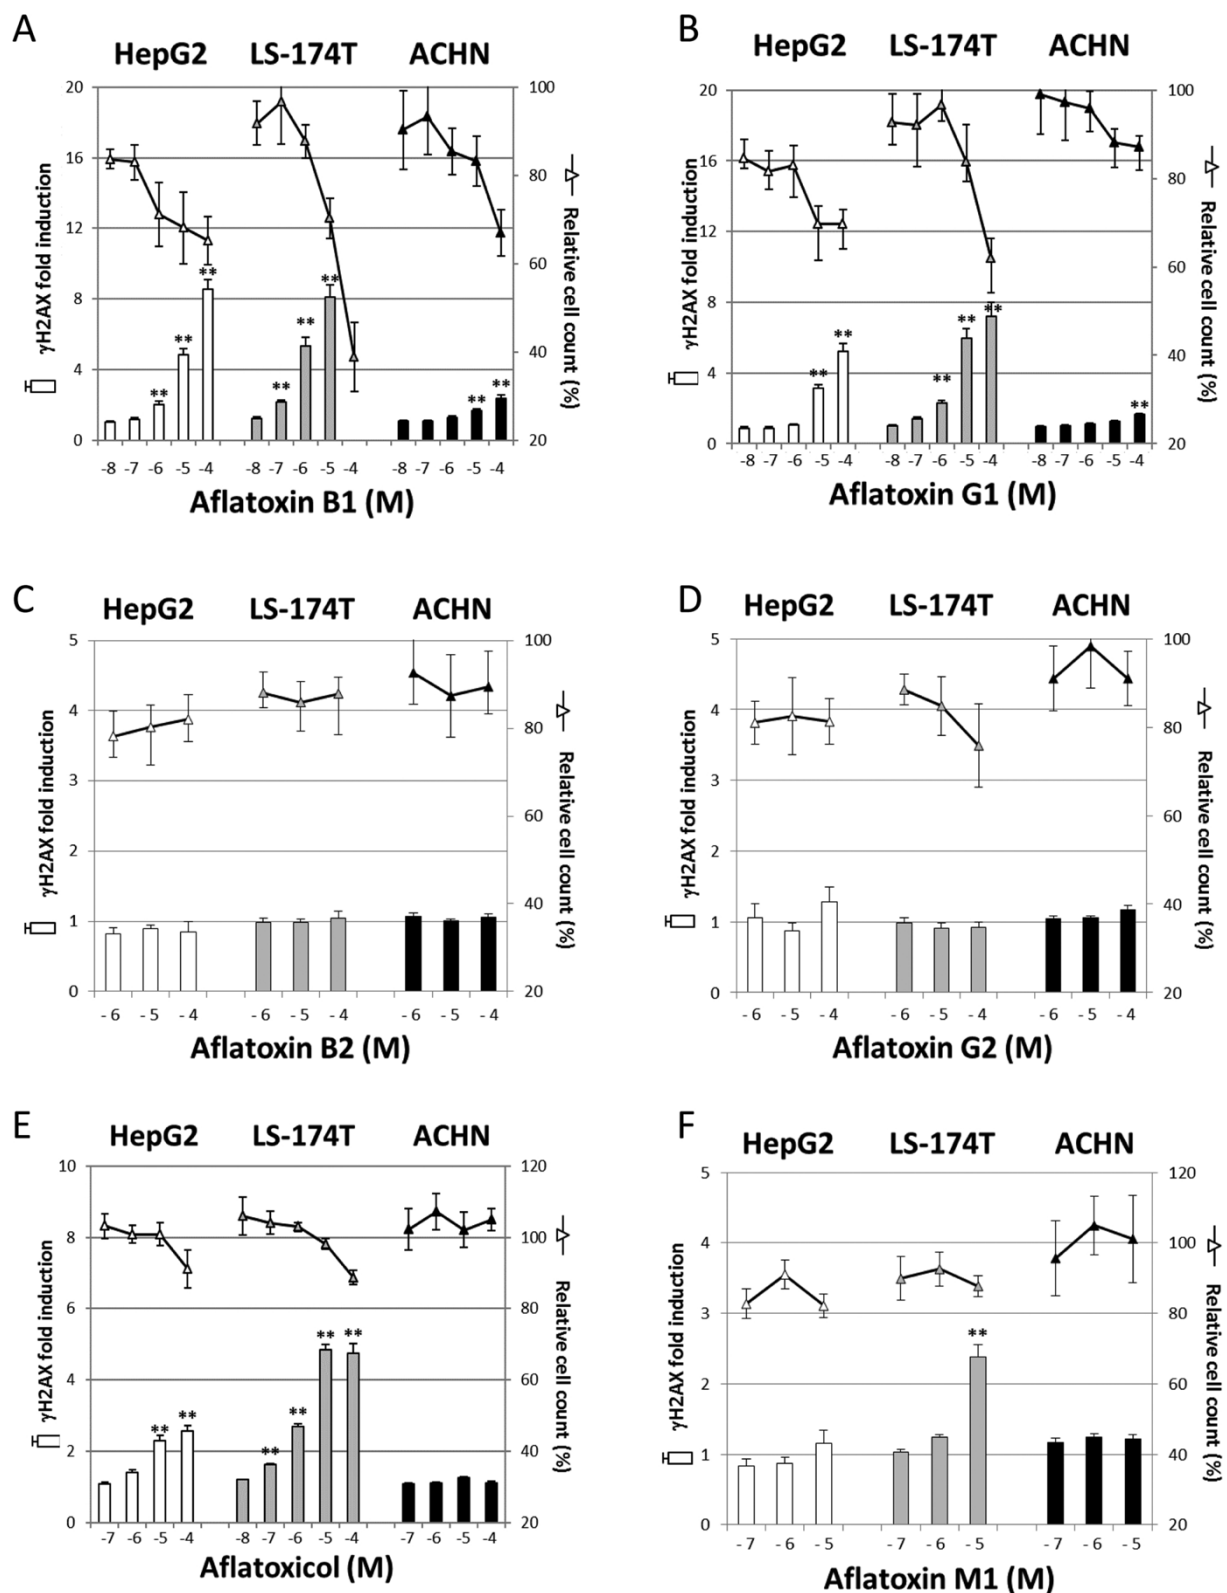 A
HepG2 LS-174T ACHN
γH2AX fold induction
20
16
12
8
4
0
100
80
60
40
20
Relative cell count (%)
** ** ** ** ** ** ** **
-8 -7 -6 -5 -4 -8 -7 -6 -5 -4 -8 -7 -6 -5 -4
Aflatoxin B1 (M)
B
HepG2 LS-174T ACHN
γH2AX fold induction
20
16
12
8
4
0
100
80
60
40
20
Relative cell count (%)
** ** ** ** ** **
-8 -7 -6 -5 -4 -8 -7 -6 -5 -4 -8 -7 -6 -5 -4
Aflatoxin G1 (M)
C
HepG2 LS-174T ACHN
γH2AX fold induction
5
4
3
2
1
0
100
80
60
40
20
Relative cell count (%)
- 6 - 5 - 4 - 6 - 5 - 4 - 6 - 5 - 4
Aflatoxin B2 (M)
D
HepG2 LS-174T ACHN
γH2AX fold induction
5
4
3
2
1
0
100
80
60
40
20
Relative cell count (%)
- 6 - 5 - 4 - 6 - 5 - 4 - 6 - 5 - 4
Aflatoxin G2 (M)
E
HepG2 LS-174T ACHN
γH2AX fold induction
10
8
6
4
2
0
120
100
80
60
40
20
Relative cell count (%)
** ** ** ** ** **
-7 -6 -5 -4 -8 -7 -6 -5 -4 -7 -6 -5 -4
Aflatoxicol (M)
F
HepG2 LS-174T ACHN
γH2AX fold induction
5
4
3
2
1
0
120
100
80
60
40
20
Relative cell count (%)
**
- 7 - 6 - 5 - 7 - 6 - 5 - 7 - 6 - 5
Aflatoxin M1 (M)